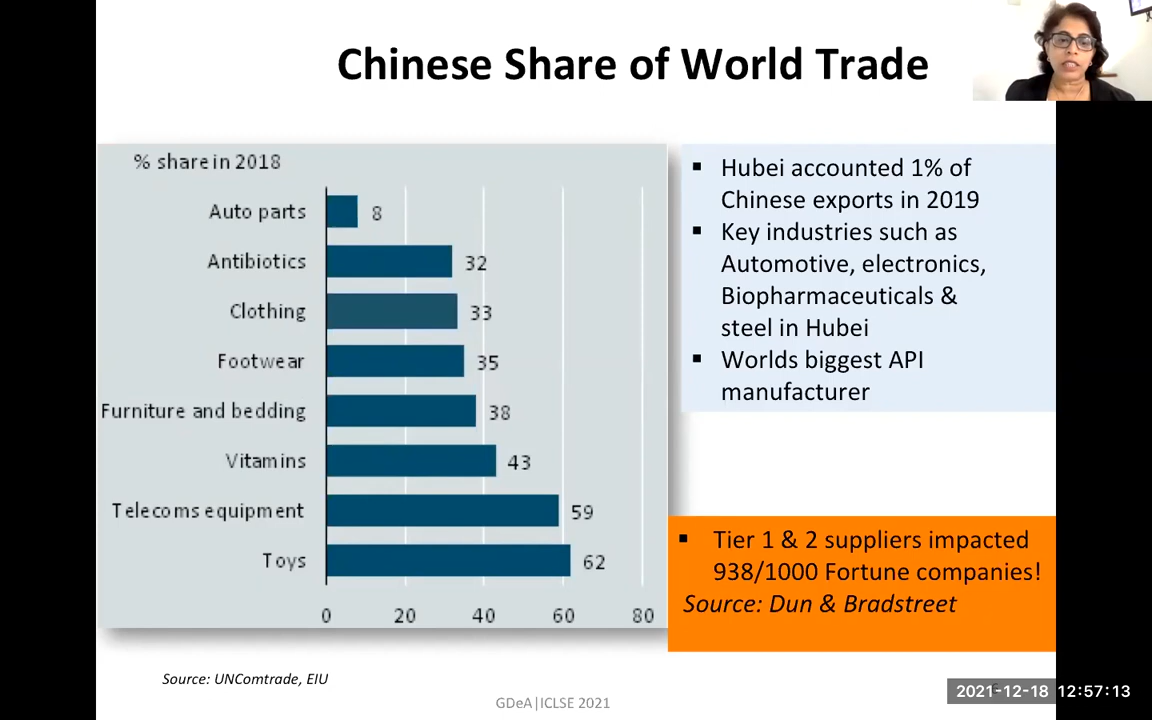 Chinese Share of World Trade
% share in 2018
Auto parts 8
Antibiotics 32
Clothing 33
Footwear 35
Furniture and bedding 38
Vitamins 43
Telecoms equipment 59
Toys 62
0 20 40 60 80
▪ Hubei accounted 1% of
Chinese exports in 2019
▪ Key industries such as
Automotive, electronics,
Biopharmaceuticals &
steel in Hubei
▪ Worlds biggest API
manufacturer
▪ Tier 1 & 2 suppliers impacted
938/1000 Fortune companies!
Source: Dun & Bradstreet
Source: UNComtrade, EIU
GDeA|ICLSE 2021
2021-12-18 12:57:13